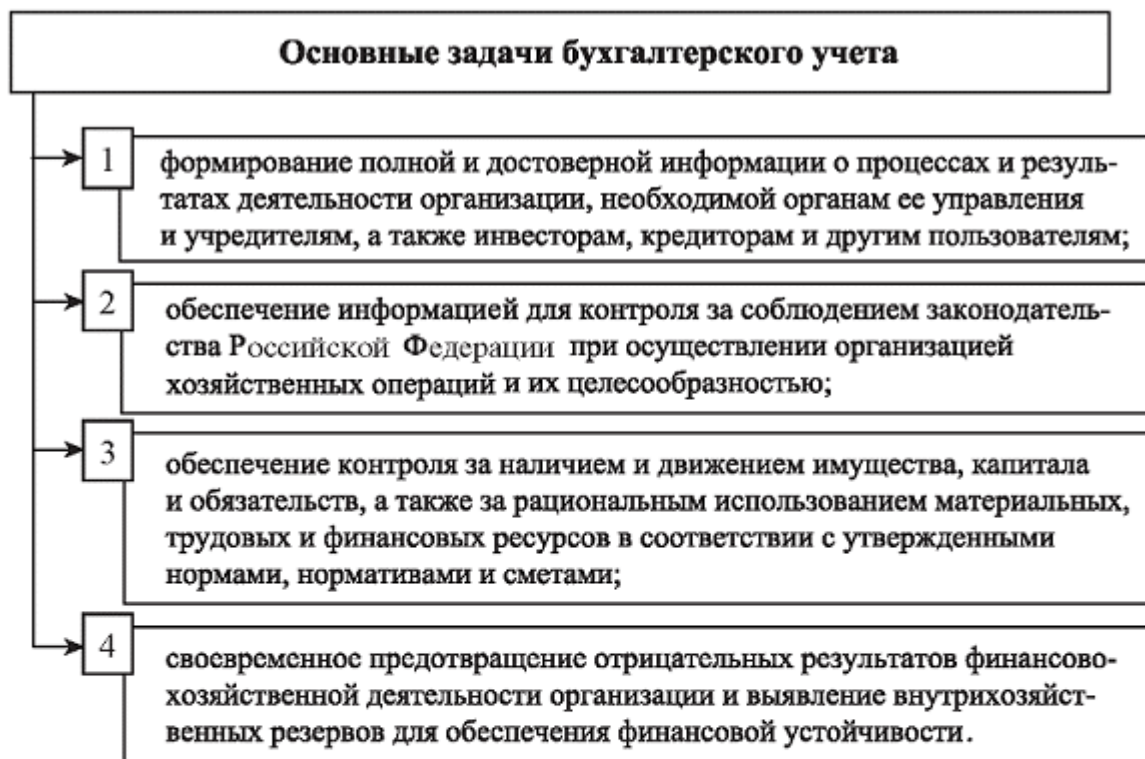 Основные задачи бухгалтерского учета
1
формирование полной и достоверной информации о процессах и резуль-
татах деятельности организации, необходимой органам ее управления
и учредителям, а также инвесторам, кредиторам и другим пользователям;
2
обеспечение информацией для контроля за соблюдением законодатель-
ства Российской Федерации при осуществлении организацией
хозяйственных операций и их целесообразностью;
3
обеспечение контроля за наличием и движением имущества, капитала
и обязательств, а также за рациональным использованием материальных,
трудовых и финансовых ресурсов в соответствии с утвержденными
нормами, нормативами и сметами;
4
своевременное предотвращение отрицательных результатов финансово-
хозяйственной деятельности организации и выявление внутрихозяйст-
венных резервов для обеспечения финансовой устойчивости.